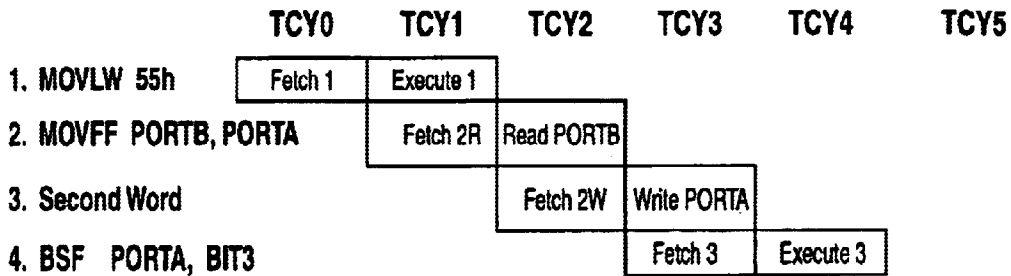 TCY0 TCY1 TCY2 TCY3 TCY4 TCY5
1. MOVLW 55h Fetch 1 Execute 1
2. MOVFF PORTB, PORTA Fetch 2R Read PORTB
3. Second Word Fetch 2W Write PORTA
4. BSF PORTA, BIT3 Fetch 3 Execute 3